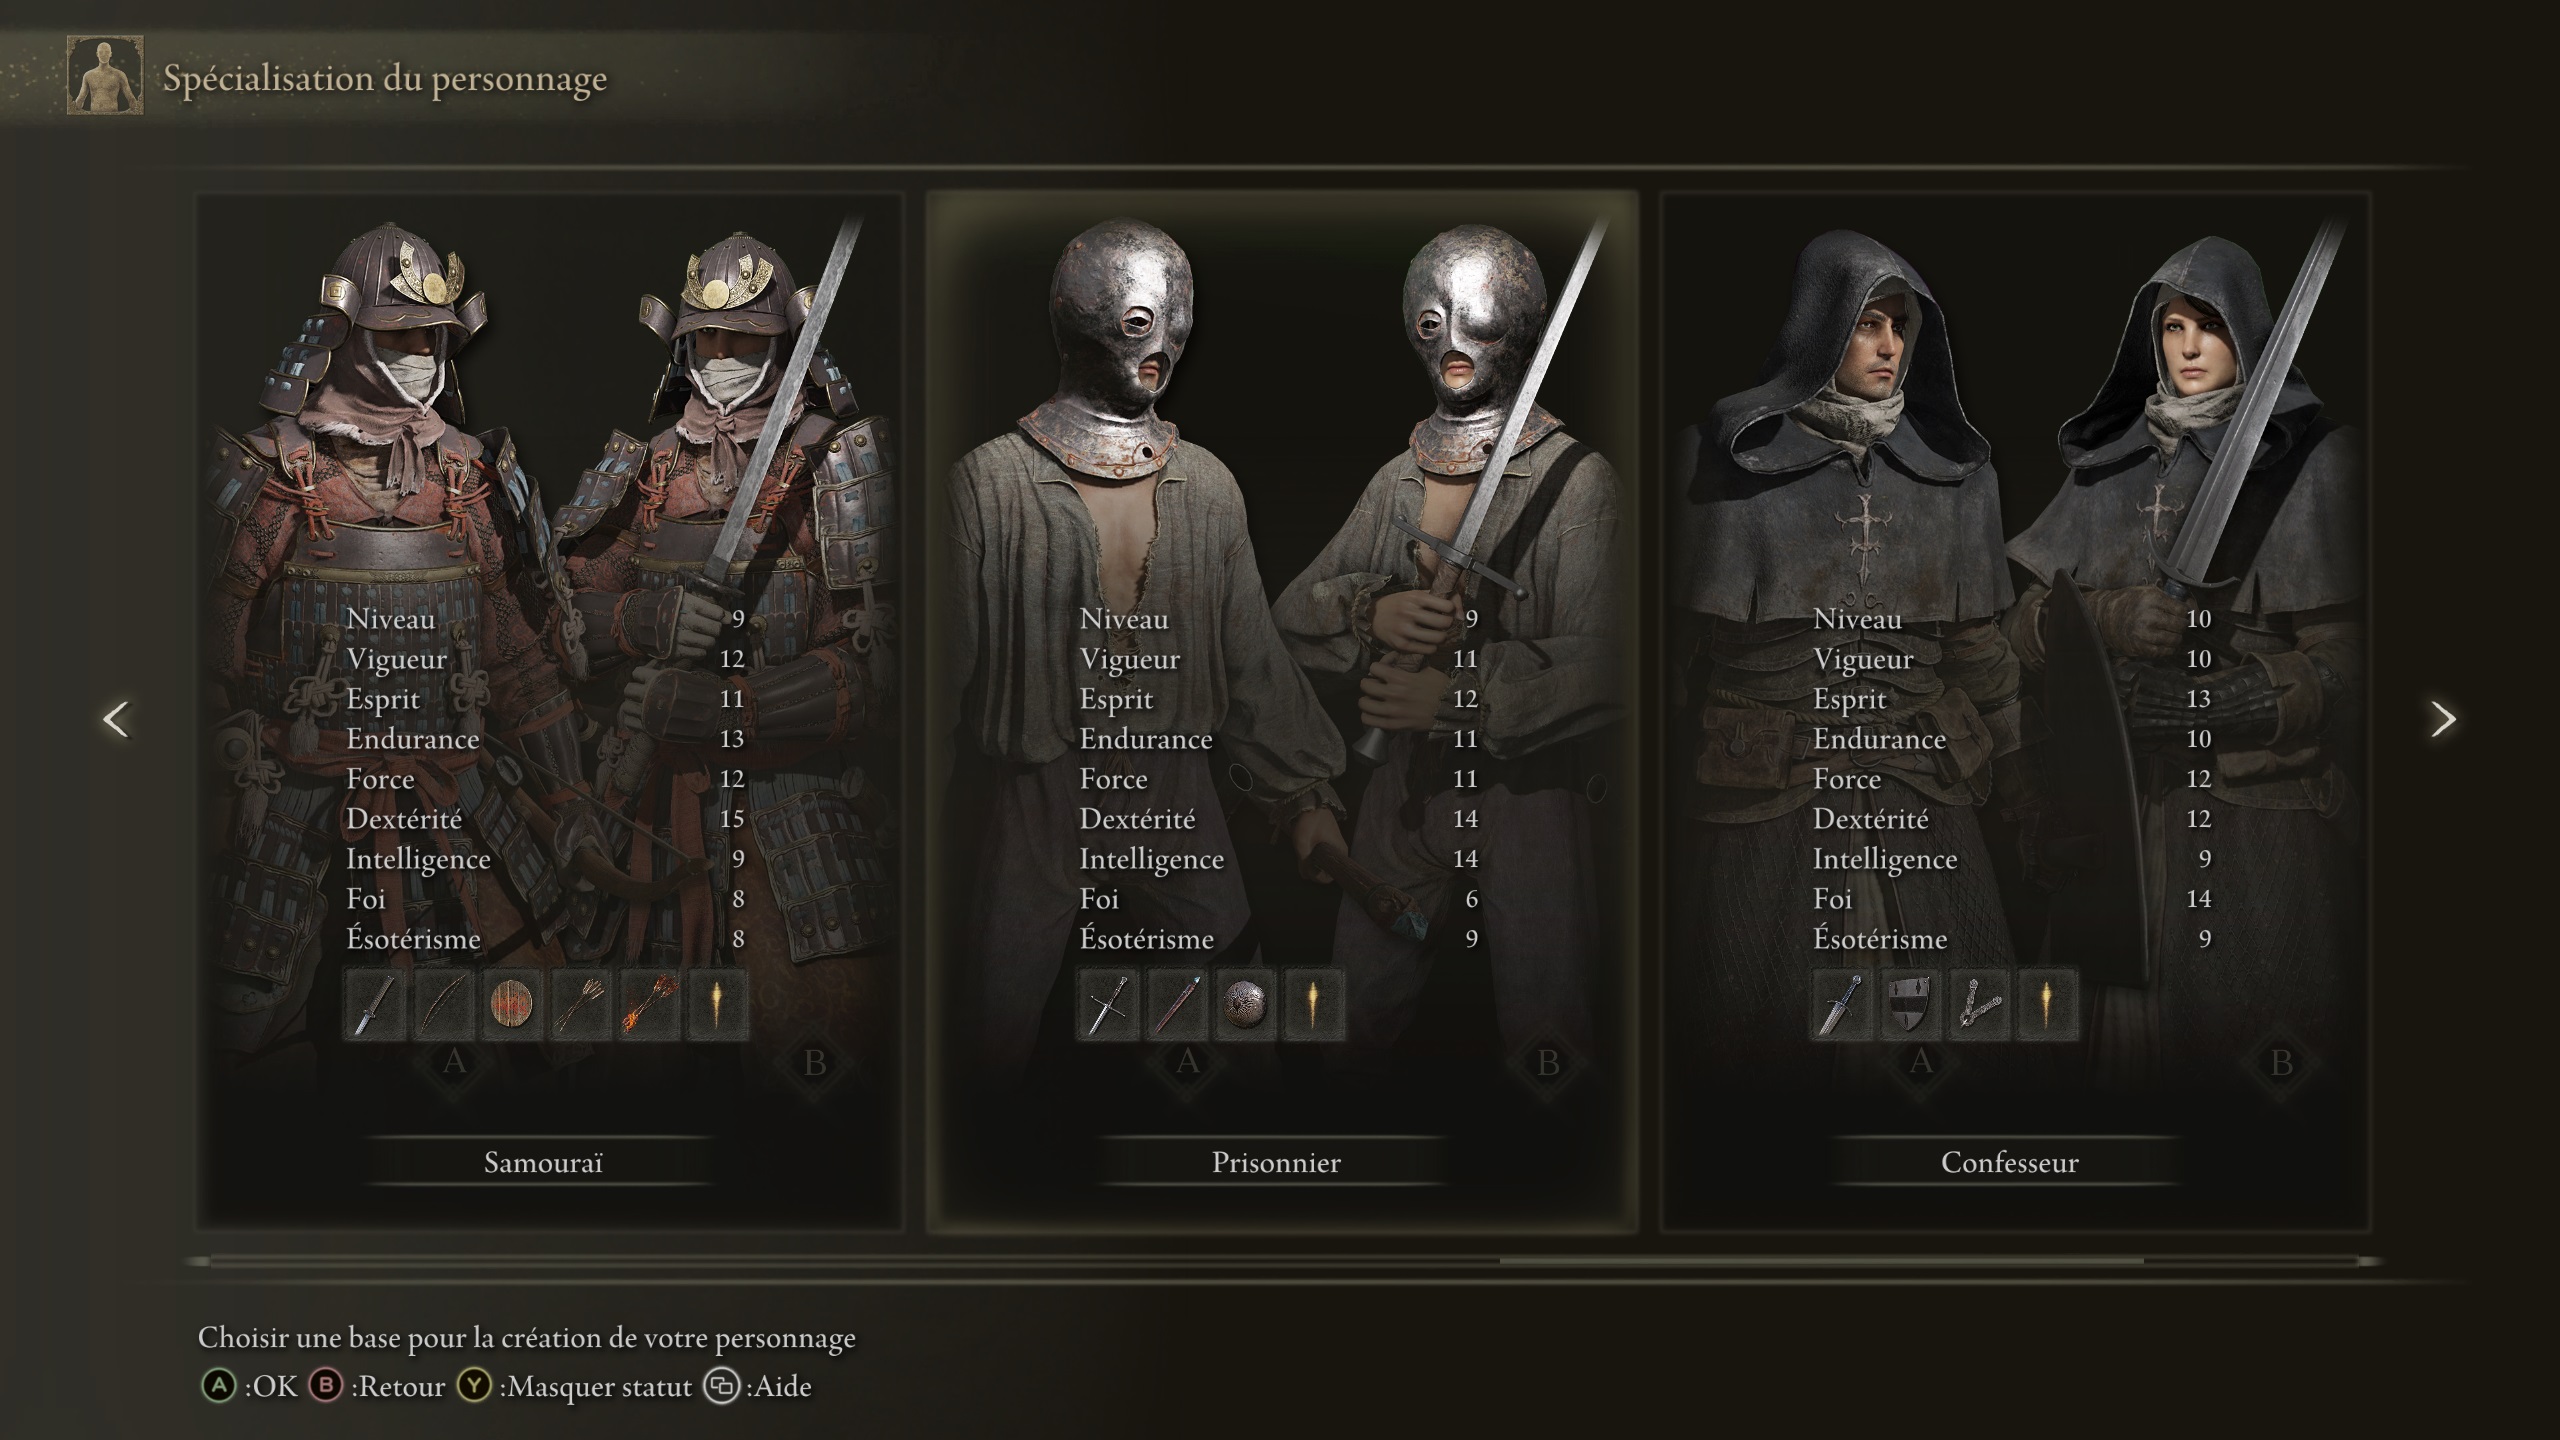 Spécialisation du personnage
Niveau 9
Vigueur 12
Esprit 11
Endurance 13
Force 12
Dextérité 15
Intelligence 9
Foi 8
Ésotérisme 8
A B
Samouraï
Niveau 9
Vigueur 11
Esprit 12
Endurance 11
Force 11
Dextérité 14
Intelligence 14
Foi 6
Ésotérisme 9
A B
Prisonnier
Niveau 10
Vigueur 10
Esprit 13
Endurance 10
Force 12
Dextérité 12
Intelligence 9
Foi 14
Ésotérisme 9
A B
Confesseur
Choisir une base pour la création de votre personnage
A :OK B :Retour Y :Masquer statut :Aide